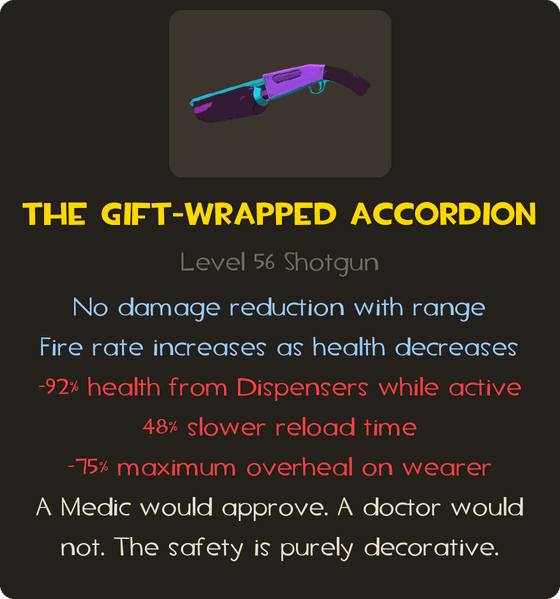 THE GIFT-WRAPPED ACCORDION
Level 56 Shotgun
No damage reduction with range
Fire rate increases as health decreases
-92% health from Dispensers while active
48% slower reload time
-75% maximum overheal on wearer
A Medic would approve. A doctor would
not. The safety is purely decorative.